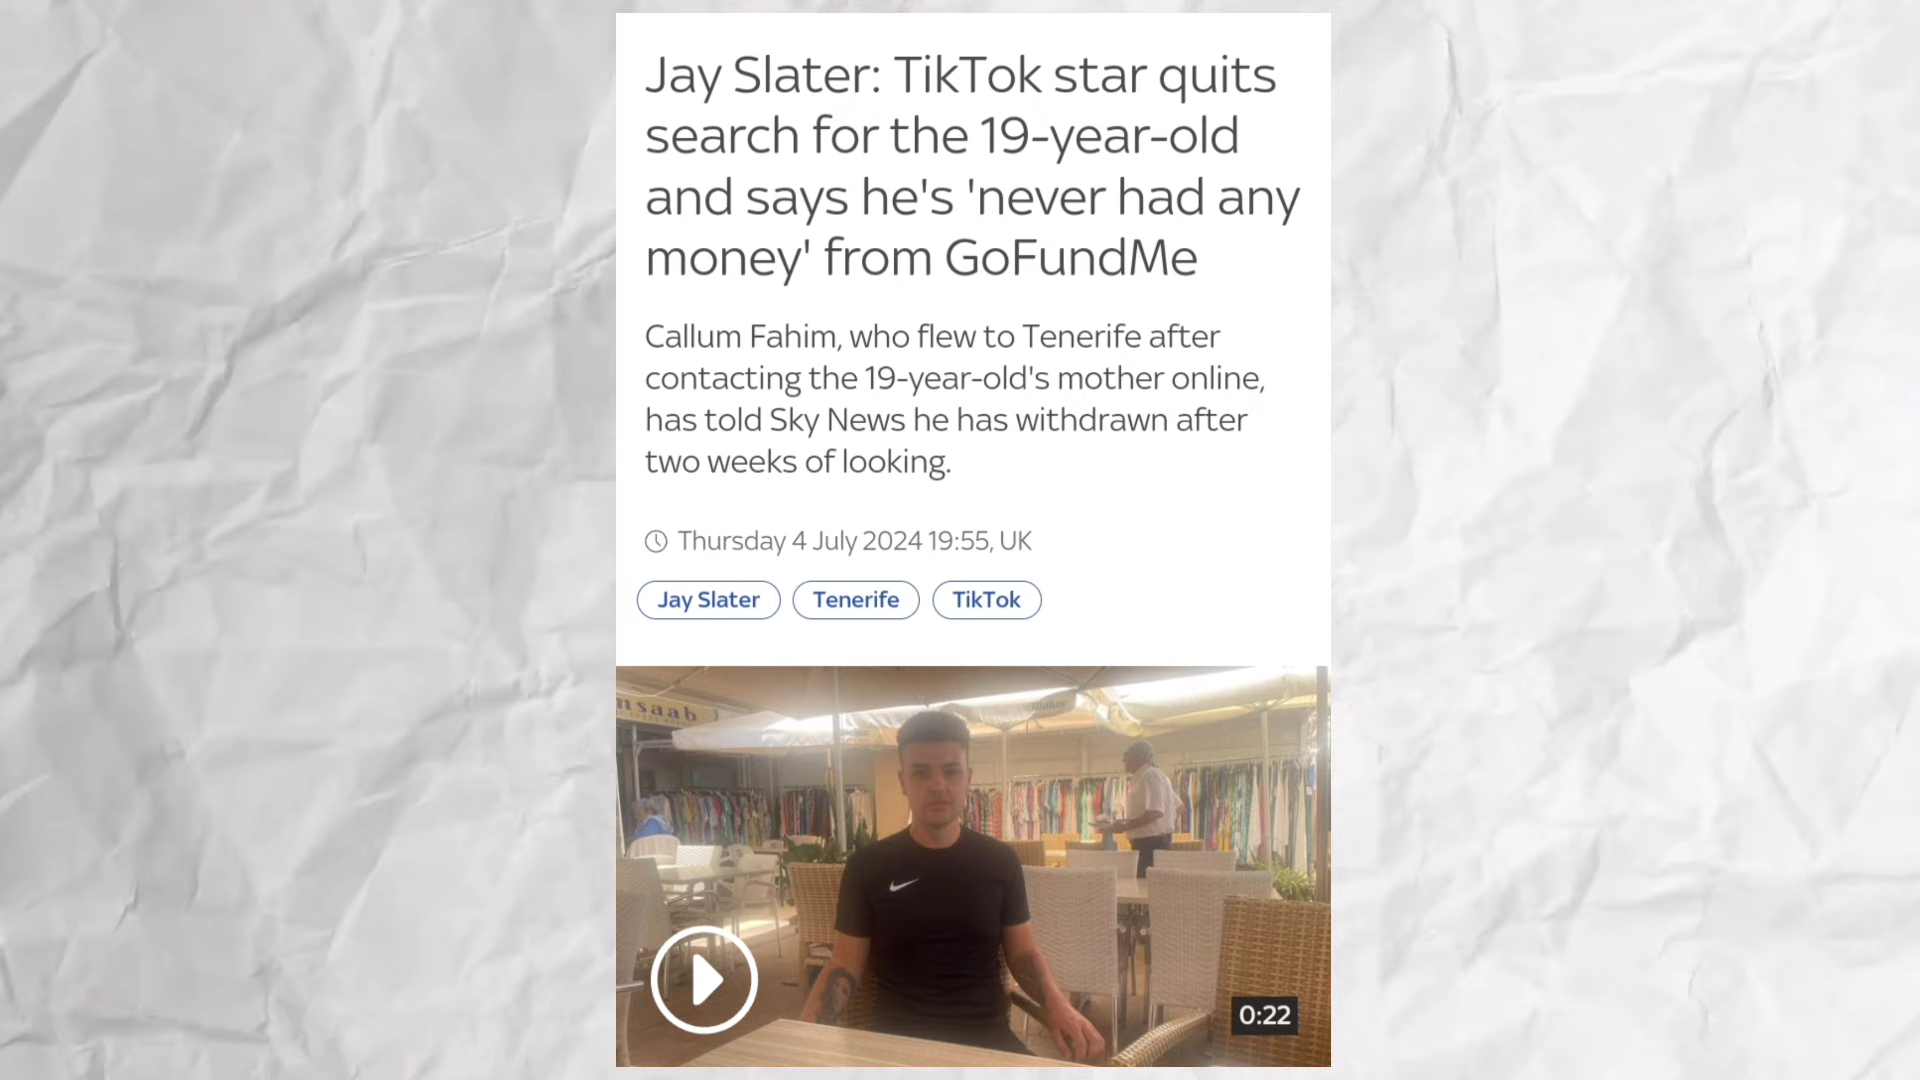 Jay Slater: TikTok star quits
search for the 19-year-old
and says he's 'never had any
money' from GoFundMe
Callum Fahim, who flew to Tenerife after
contacting the 19-year-old's mother online,
has told Sky News he has withdrawn after
two weeks of looking.
Thursday 4 July 2024 19:55, UK
Jay Slater Tenerife TikTok
nsaab
0:22